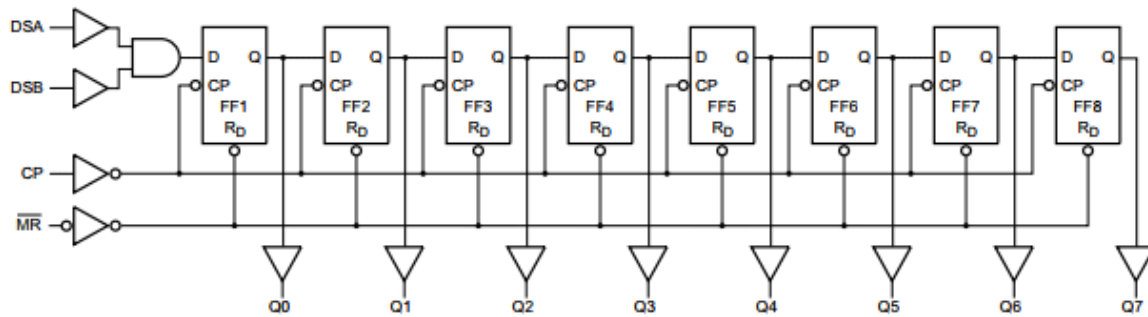 DSA
DSB
D Q D Q D Q D Q D Q D Q D Q D Q
CP CP CP CP CP CP CP CP
FF1 FF2 FF3 FF4 FF5 FF6 FF7 FF8
RD RD RD RD RD RD RD RD
CP
MR
Q0 Q1 Q2 Q3 Q4 Q5 Q6 Q7